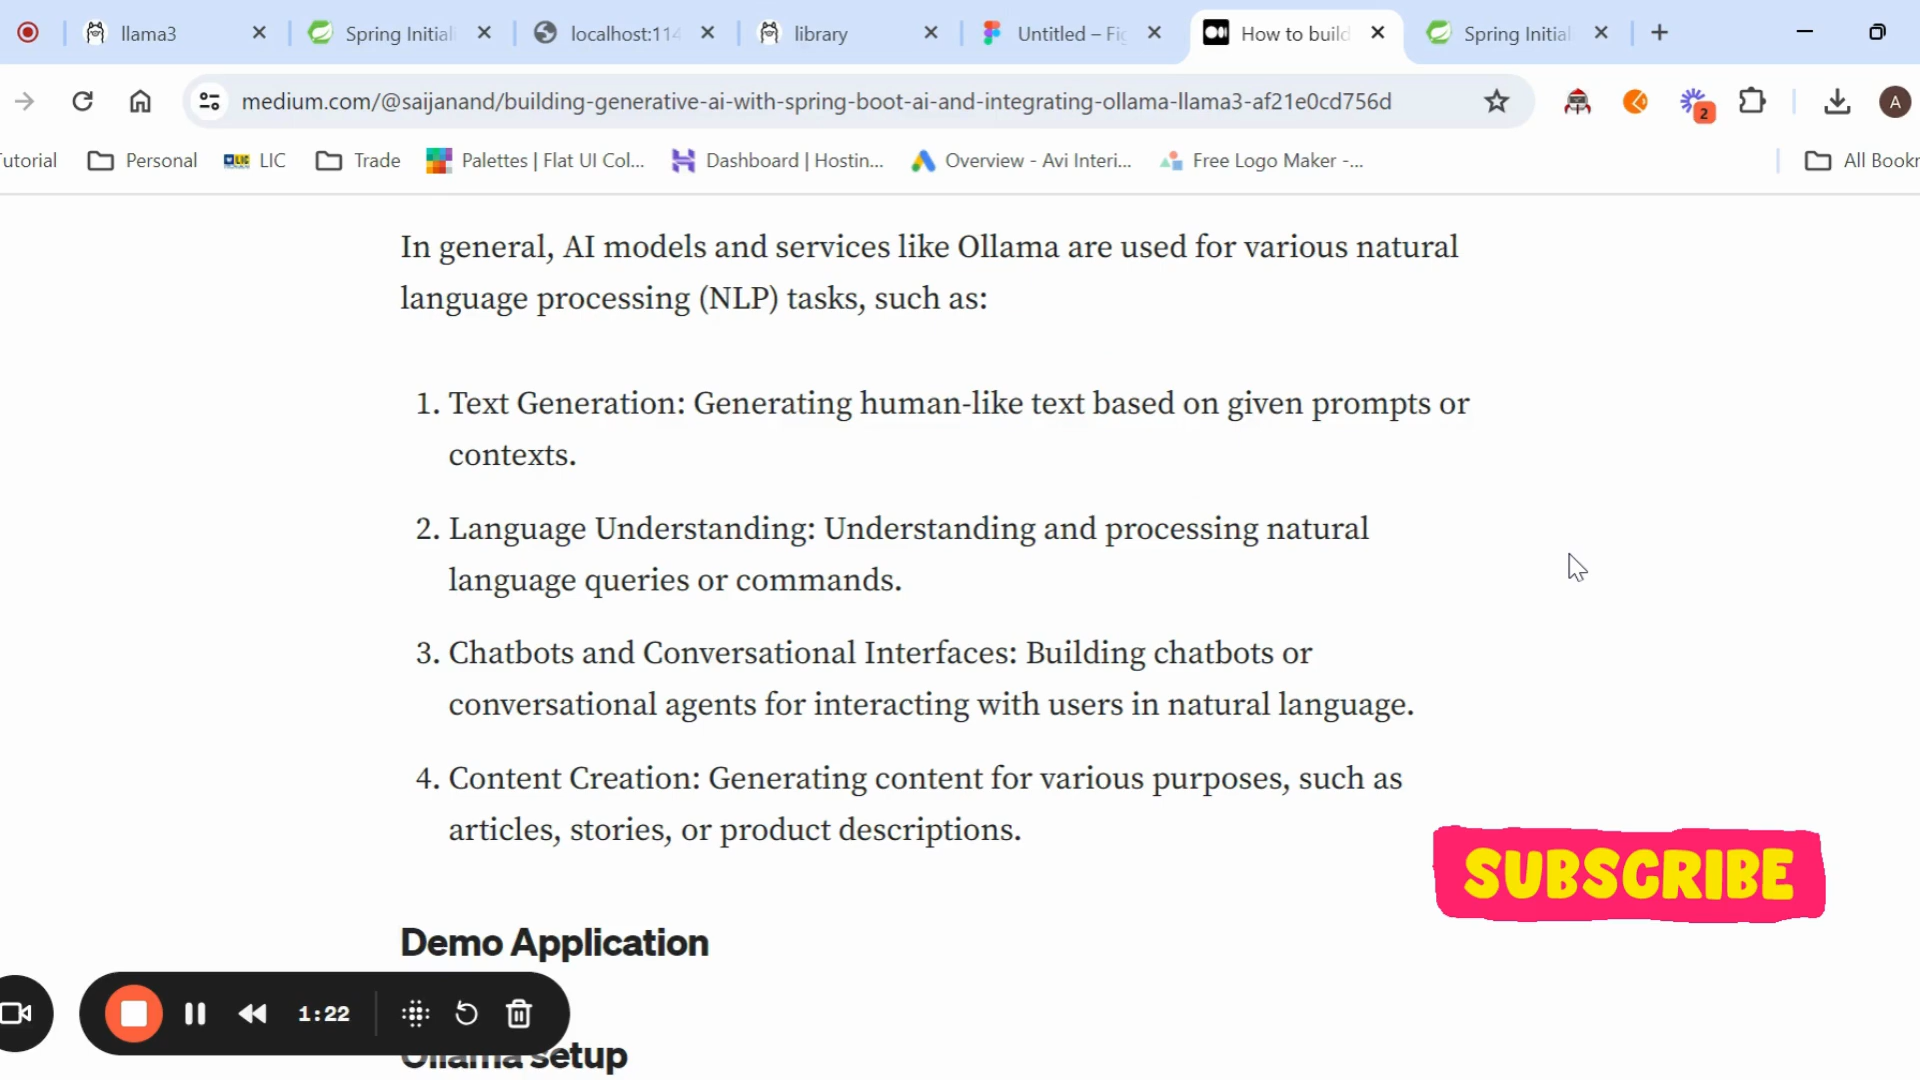 llama3
Spring Initiali
localhost:114
library
Untitled – Fig
How to build
Spring Initial
medium.com/@saijanand/building-generative-ai-with-spring-boot-ai-and-integrating-ollama-llama3-af21e0cd756d
2
A
utorial
Personal
LIC
LIC
Trade
Palettes | Flat UI Col...
Dashboard | Hostin...
Overview - Avi Interi...
Free Logo Maker -...
All Bookr
In general, AI models and services like Ollama are used for various natural
language processing (NLP) tasks, such as:
1. Text Generation: Generating human-like text based on given prompts or
contexts.
2. Language Understanding: Understanding and processing natural
language queries or commands.
3. Chatbots and Conversational Interfaces: Building chatbots or
conversational agents for interacting with users in natural language.
4. Content Creation: Generating content for various purposes, such as
articles, stories, or product descriptions.
SUBSCRIBE
Demo Application
1:22
Ollama setup